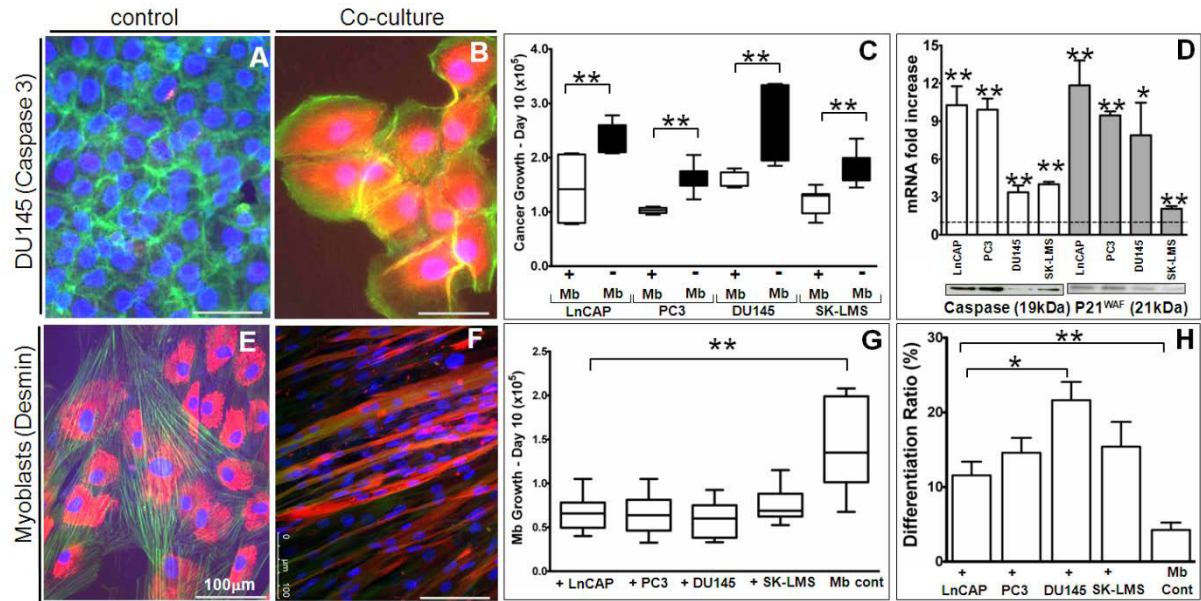 control
Co-culture
DU145 (Caspase 3)
Myoblasts (Desmin)
A
B
C
Cancer Growth - Day 10 (x10⁵)
4.0
3.0
2.0
1.0
0.0
** ** ** **
+ - + - + - + -
Mb Mb Mb Mb Mb Mb Mb Mb
LnCAP PC3 DU145 SK-LMS
D
mRNA fold increase
15
12
9
6
3
0
** ** ** ** ** ** * **
LnCAP PC3 DU145 SK-LMS LnCAP PC3 DU145 SK-LMS
Caspase (19kDa) P21ᵂᴬᶠ (21kDa)
E
100μm
F
0 μm 100
G
Mb Growth - Day 10 (x10⁵)
2.5
2.0
1.5
1.0
0.5
0.0
**
+ LnCAP + PC3 + DU145 + SK-LMS Mb cont
H
Differentiation Ratio (%)
30
20
10
0
**
*
+ + + + Mb
LnCAP PC3 DU145 SK-LMS Cont